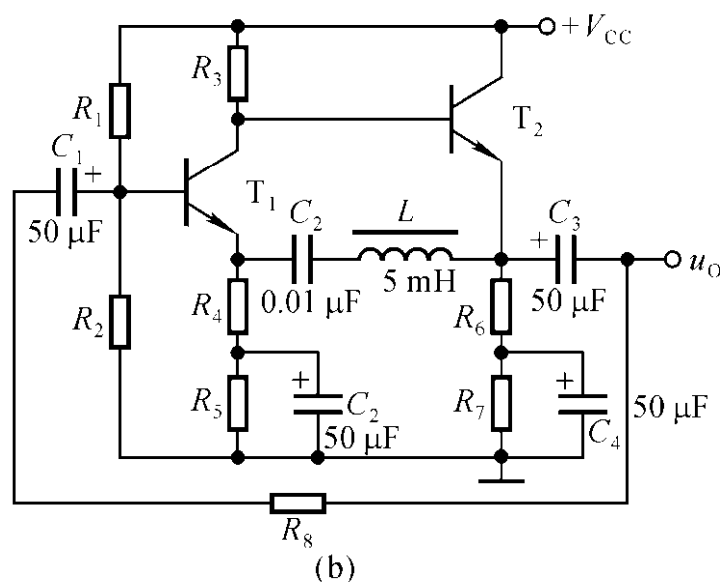 +V_CC
R_3
R_1
T_2
C_1
+
T_1
50 μF
C_2
L
+
C_3
u_O
0.01 μF
5 mH
50 μF
R_2
R_4
R_6
R_5
+
C_2
50 μF
R_7
+
C_4
50 μF
R_8
(b)